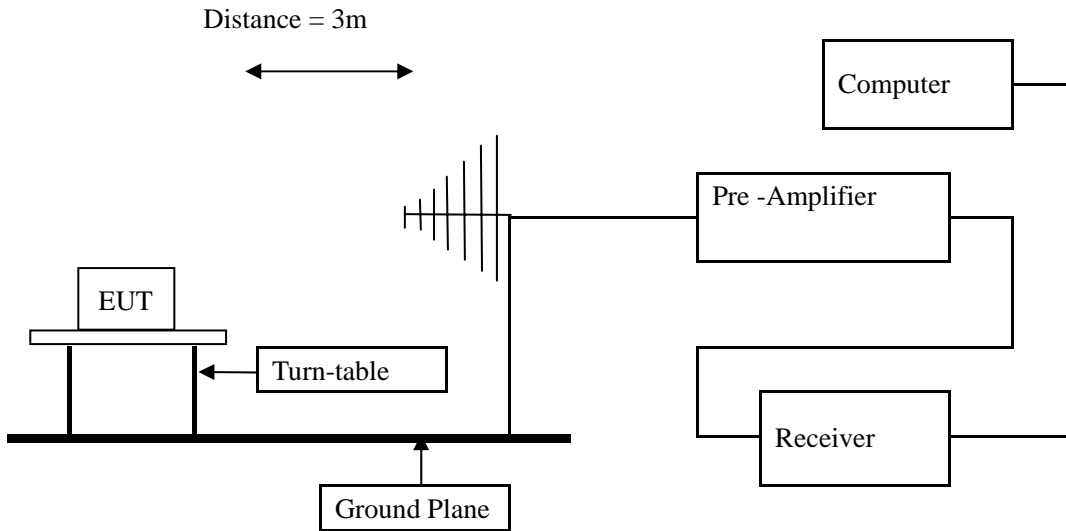 Distance = 3m
Computer
Pre -Amplifier
EUT
Turn-table
Receiver
Ground Plane